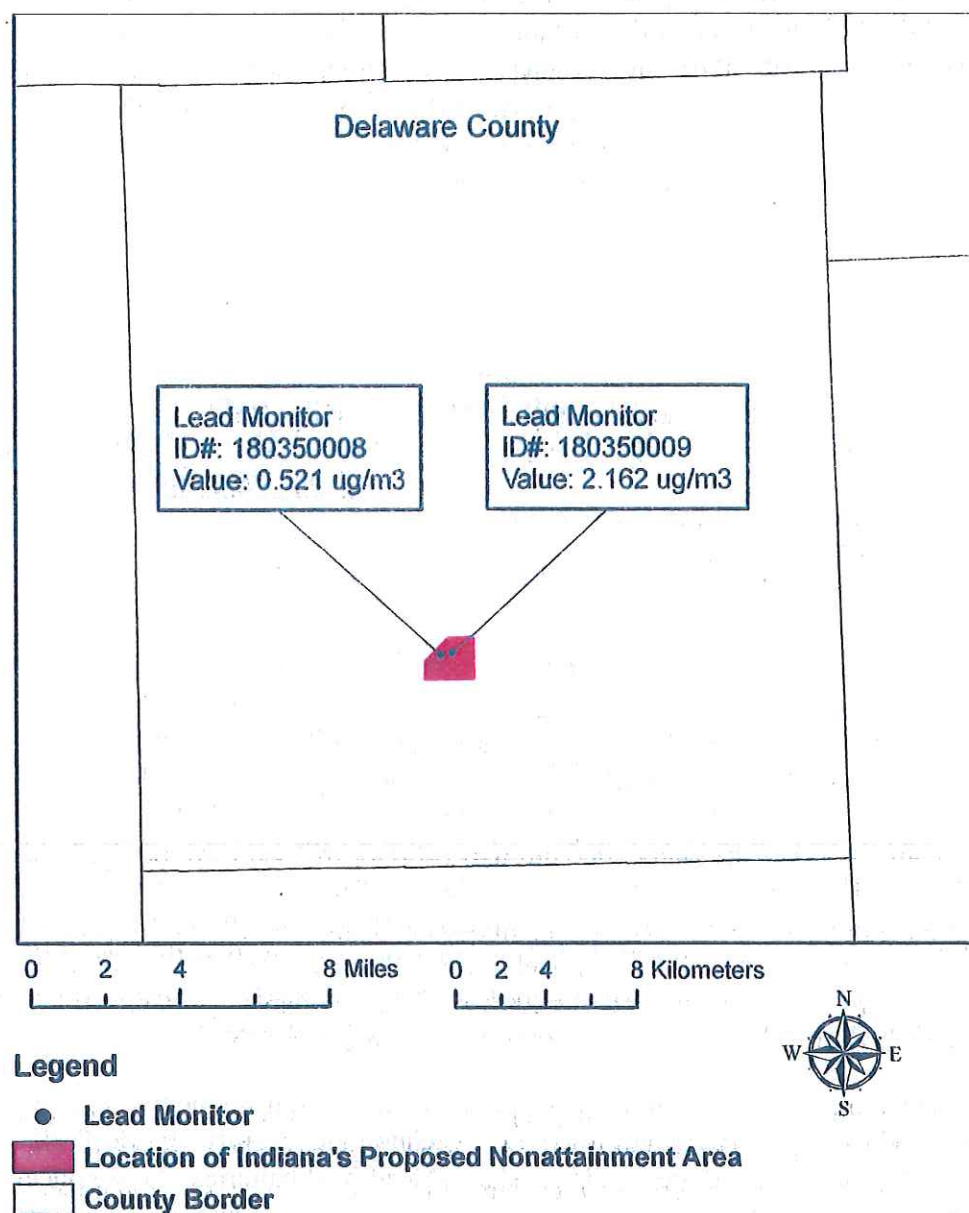 Delaware County
Lead Monitor
ID#: 180350008
Value: 0.521 ug/m3
Lead Monitor
ID#: 180350009
Value: 2.162 ug/m3
0 2 4 8 Miles
0 2 4 8 Kilometers
N
W E
S
Legend
Lead Monitor
Location of Indiana's Proposed Nonattainment Area
County Border